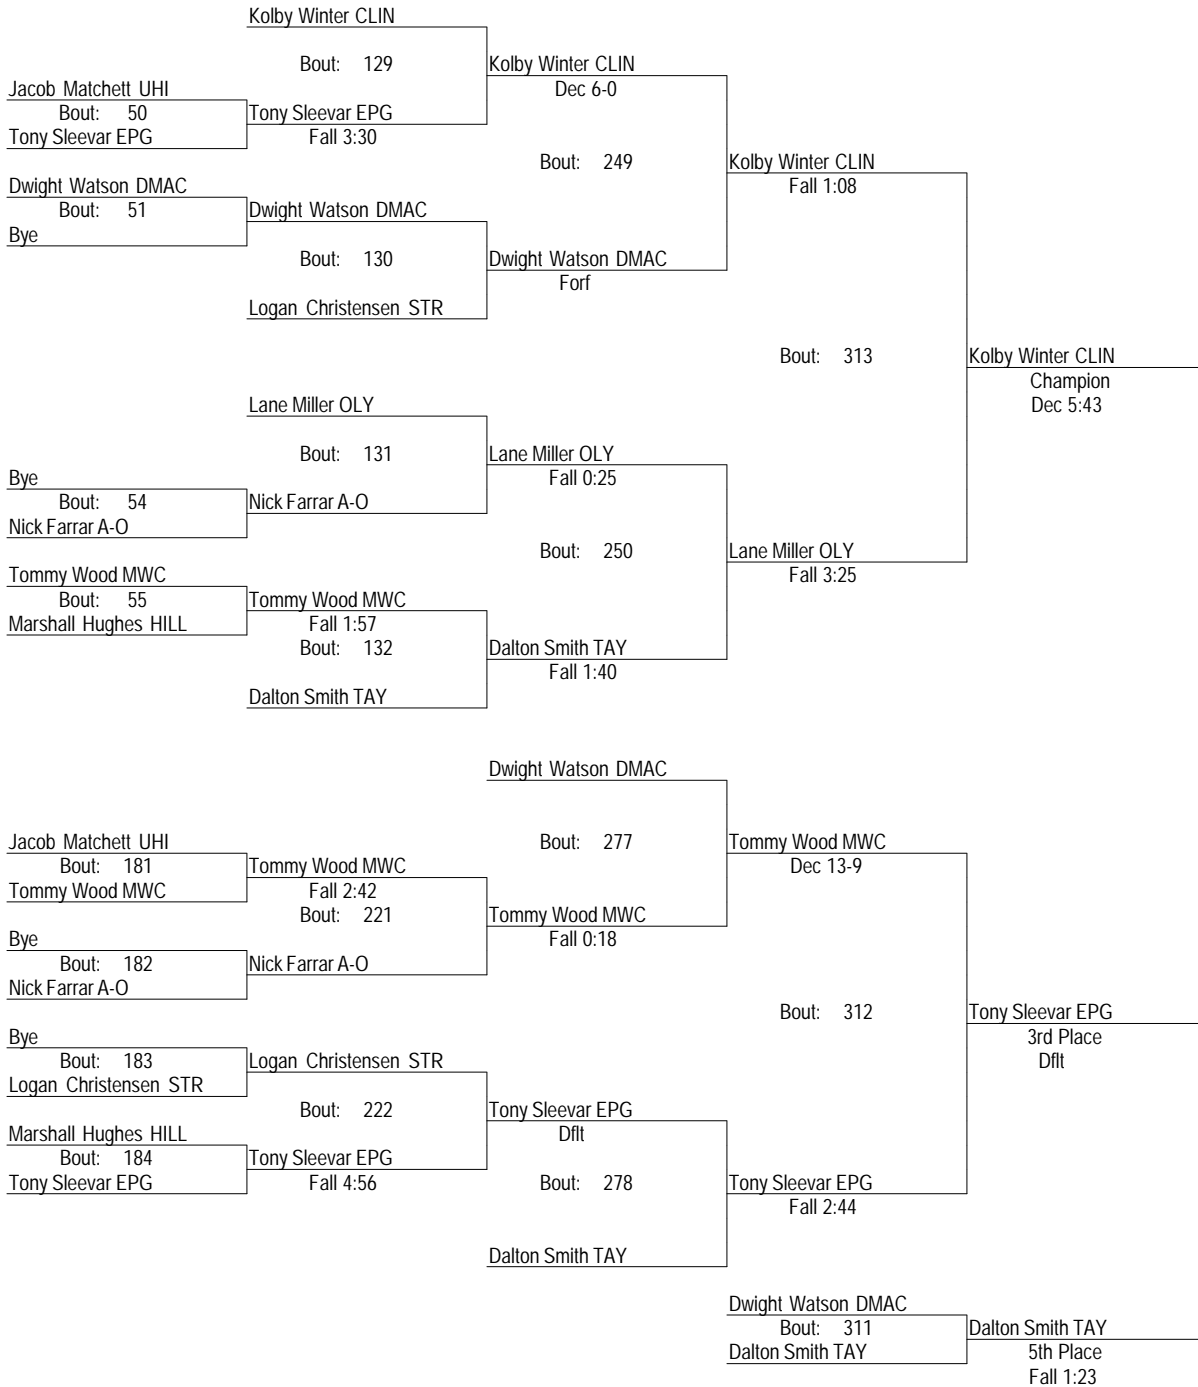 Kolby Winter CLIN
Bout: 129
Kolby Winter CLIN
Dec 6-0
Jacob Matchett UHI
Bout: 50
Tony Sleevar EPG
Tony Sleevar EPG
Fall 3:30
Bout: 249
Kolby Winter CLIN
Fall 1:08
Dwight Watson DMAC
Bout: 51
Bye
Dwight Watson DMAC
Bout: 130
Dwight Watson DMAC
Forf
Logan Christensen STR
Bout: 313
Kolby Winter CLIN
Champion
Dec 5:43
Lane Miller OLY
Bout: 131
Lane Miller OLY
Fall 0:25
Bye
Bout: 54
Nick Farrar A-O
Nick Farrar A-O
Bout: 250
Lane Miller OLY
Fall 3:25
Tommy Wood MWC
Bout: 55
Marshall Hughes HILL
Tommy Wood MWC
Fall 1:57
Bout: 132
Dalton Smith TAY
Fall 1:40
Dalton Smith TAY
Dwight Watson DMAC
Bout: 277
Tommy Wood MWC
Dec 13-9
Jacob Matchett UHI
Bout: 181
Tommy Wood MWC
Tommy Wood MWC
Fall 2:42
Bout: 221
Tommy Wood MWC
Fall 0:18
Bye
Bout: 182
Nick Farrar A-O
Nick Farrar A-O
Bout: 312
Tony Sleevar EPG
3rd Place
Dflt
Bye
Bout: 183
Logan Christensen STR
Logan Christensen STR
Bout: 222
Tony Sleevar EPG
Dflt
Marshall Hughes HILL
Bout: 184
Tony Sleevar EPG
Tony Sleevar EPG
Fall 4:56
Bout: 278
Tony Sleevar EPG
Fall 2:44
Dalton Smith TAY
Dwight Watson DMAC
Bout: 311
Dalton Smith TAY
Dalton Smith TAY
5th Place
Fall 1:23